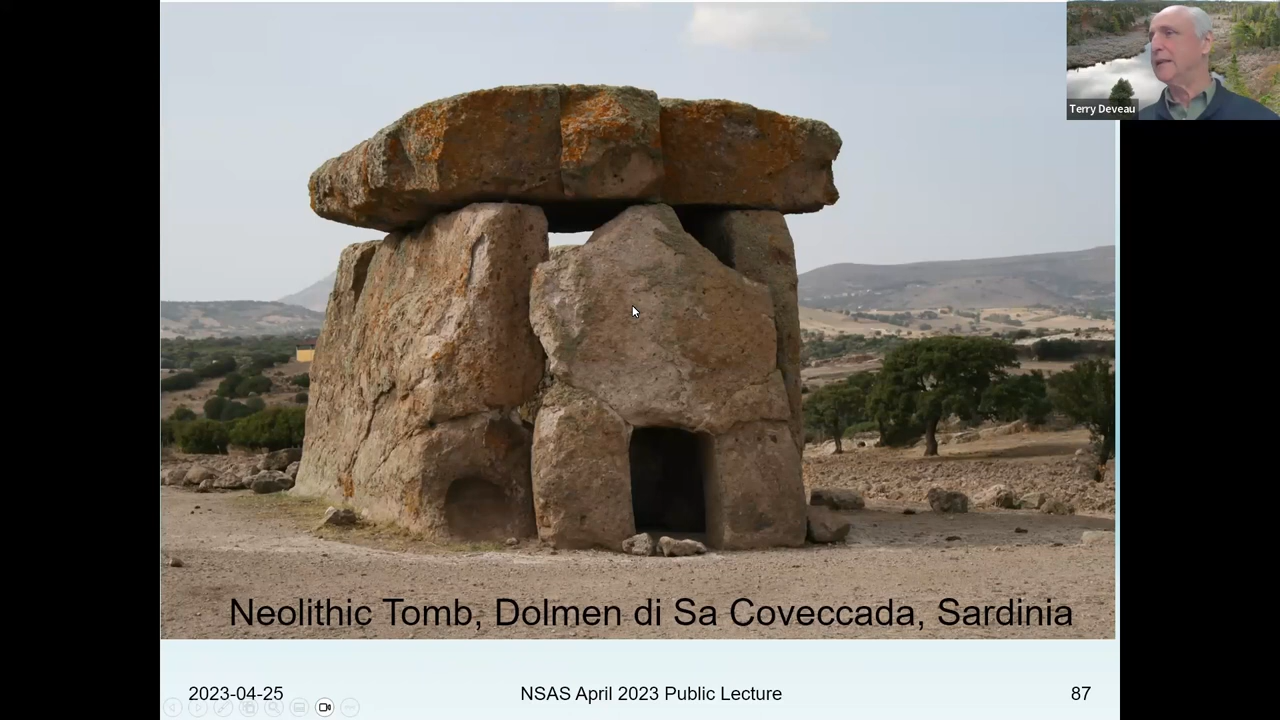 Terry Deveau
Neolithic Tomb, Dolmen di Sa Coveccada, Sardinia
2023-04-25
NSAS April 2023 Public Lecture
87